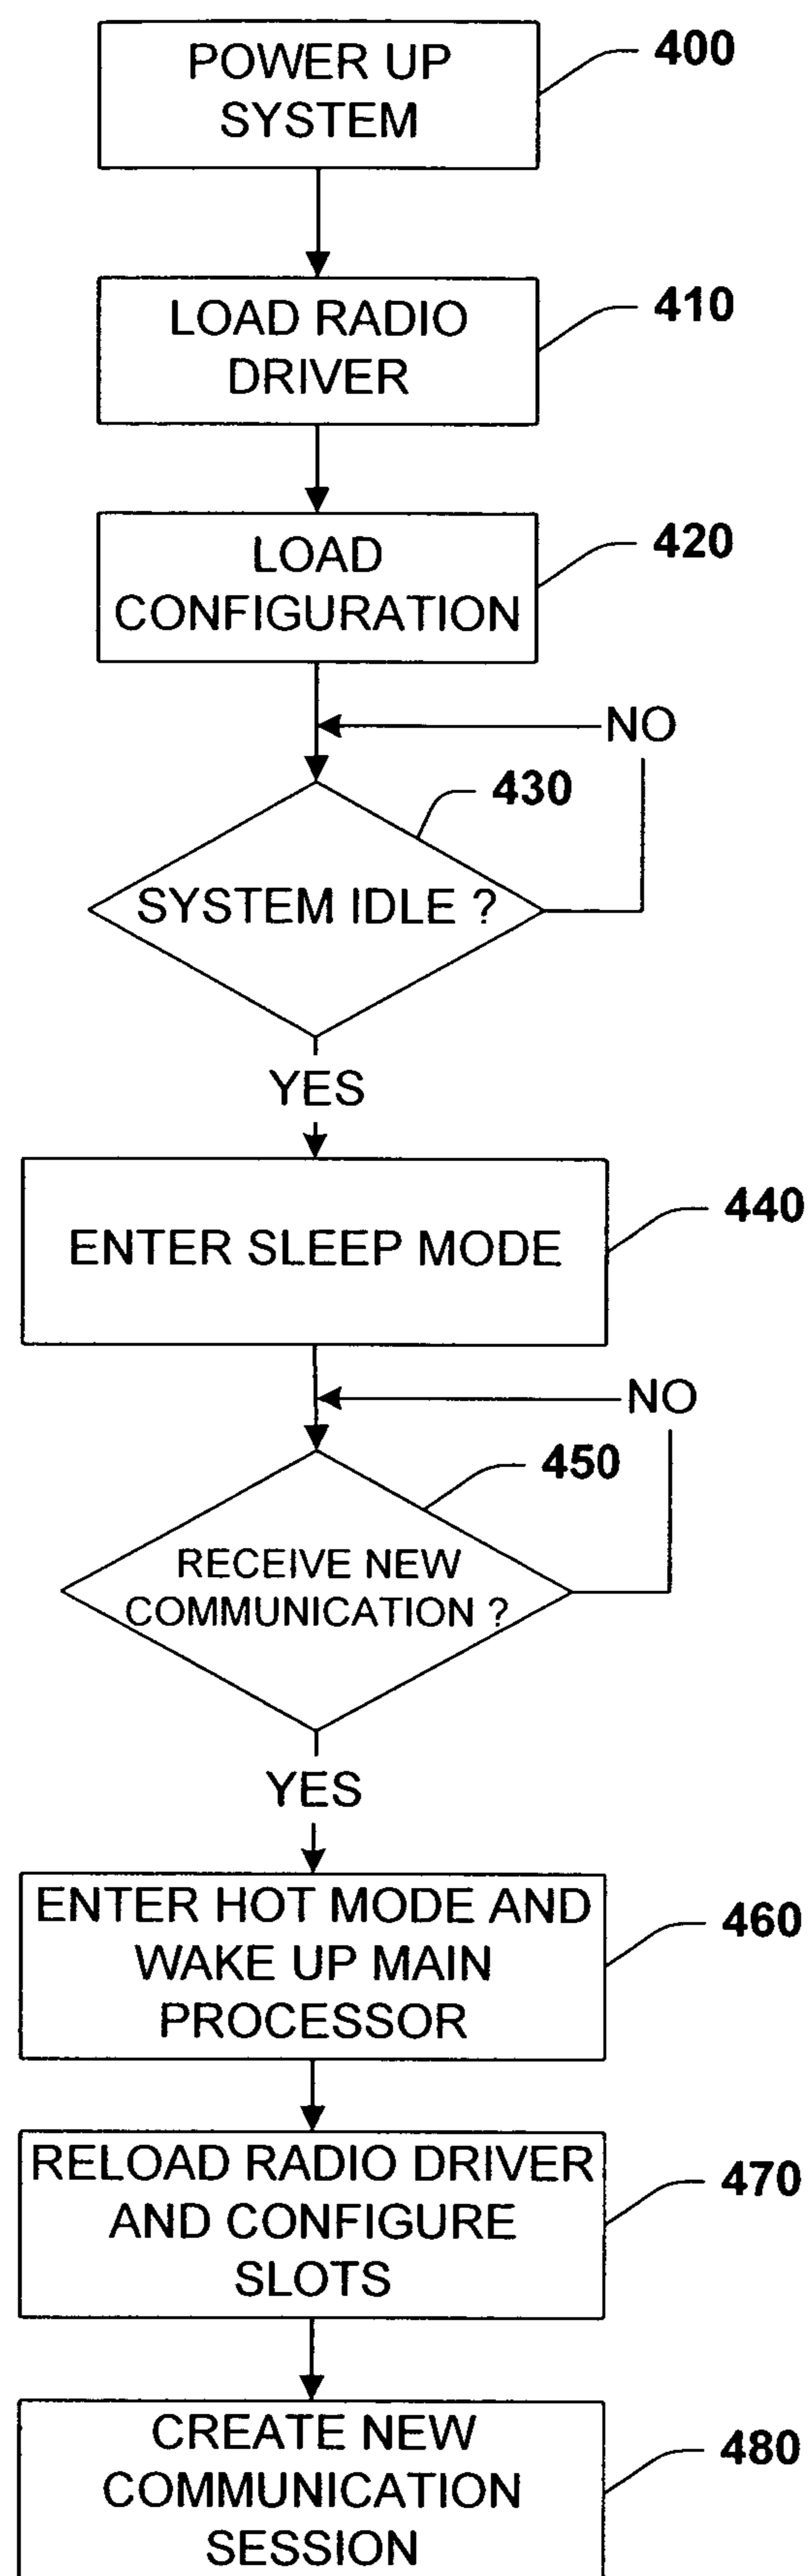 POWER UP
SYSTEM
400
LOAD RADIO
DRIVER
410
LOAD
CONFIGURATION
420
NO
430
SYSTEM IDLE ?
YES
ENTER SLEEP MODE
440
NO
450
RECEIVE NEW
COMMUNICATION ?
YES
ENTER HOT MODE AND
WAKE UP MAIN
PROCESSOR
460
RELOAD RADIO DRIVER
AND CONFIGURE
SLOTS
470
CREATE NEW
COMMUNICATION
SESSION
480